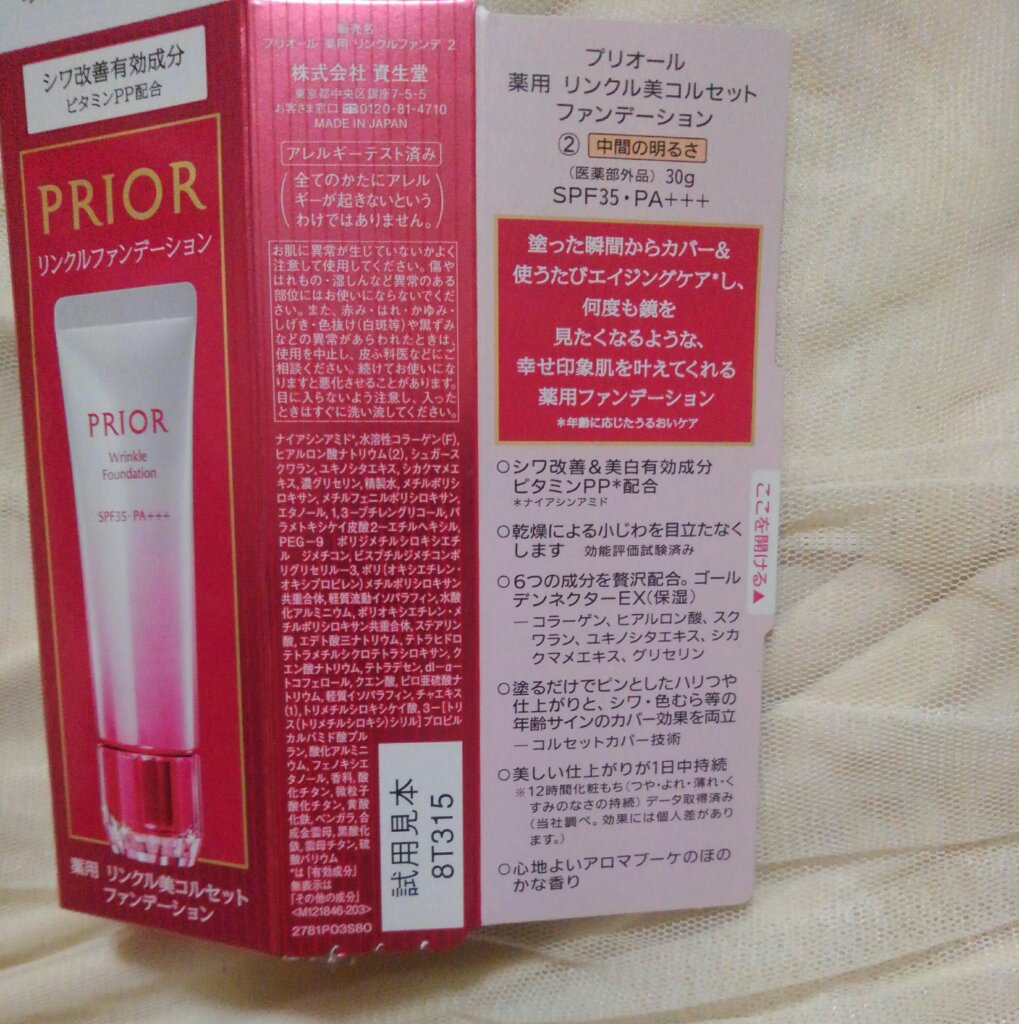 シワ改善有効成分
ビタミンPP配合
PRIOR
リンクルファンデーション
PRIOR
Wrinkle
Foundation
SPF35・PA+++
薬用 リンクル美コルセット
ファンデーション
販売名
プリオール 薬用 リンクルファンデ 2
株式会社 資生堂
東京都中央区銀座7-5-5
お客さま窓口 0120-81-4710
MADE IN JAPAN
アレルギーテスト済み
(全てのかたにアレル
ギーが起きないという
わけではありません。)
お肌に異常が生じていないかよく
注意して使用してください。傷や
はれもの・湿しんなど異常のある
部位にはお使いにならないでくだ
さい。また、赤み・はれ・かゆみ・
しげき・色抜け(白斑等)や黒ずみ
などの異常があらわれたときは、
使用を中止し、皮ふ科医などにご
相談ください。続けてお使いにな
りますと悪化させることがあります。
目に入らないよう注意し、入った
ときはすぐに洗い流してください。
ナイアシンアミド*,水溶性コラーゲン(F),
ヒアルロン酸ナトリウム(2),シュガース
クワラン,ユキノシタエキス,シカクマメエ
キス,濃グリセリン,精製水,メチルポリシ
ロキサン,メチルフェニルポリシロキサン,
エタノール,1,3-ブチレングリコール,パ
ラメトキシケイ皮酸2-エチルヘキシル,
PEG-9 ポリジメチルシロキシエチ
ル ジメチコン,ビスブチルジメチコンポ
リグリセリル-3,ポリ(オキシエチレン・
オキシプロピレン)メチルポリシロキサン
共重合体,軽質流動イソパラフィン,水酸
化アルミニウム,ポリオキシエチレン・メ
チルポリシロキサン共重合体,ステアリン
酸,エデト酸三ナトリウム,テトラヒドロ
テトラメチルシクロテトラシロキサン,ク
エン酸ナトリウム,テトラデセン,dl-α-
トコフェロール,クエン酸,ピロ亜硫酸ナ
トリウム,軽質イソパラフィン,チャエキス
(1),トリメチルシロキシケイ酸,3-[トリ
ス(トリメチルシロキシ)シリル]プロピル
カルバミド酸プル
ラン,酸化アルミニ
ウム,フェノキシエ
タノール,香料,酸
化チタン,微粒子
酸化チタン,黄酸
化鉄,ベンガラ,合
成金雲母,黒酸化
鉄,雲母チタン,硫
酸バリウム
*は「有効成分」
無表示は
「その他の成分」
<M121846-203>
2781P03S80
試用見本
8T315
プリオール
薬用 リンクル美コルセット
ファンデーション
② 中間の明るさ
(医薬部外品) 30g
SPF35・PA+++
塗った瞬間からカバー&
使うたびエイジングケア*し、
何度も鏡を
見たくなるような、
幸せ印象肌を叶えてくれる
薬用ファンデーション
*年齢に応じたうるおいケア
○シワ改善&美白有効成分
ビタミンPP*配合
*ナイアシンアミド
○乾燥による小じわを目立たなく
します 効能評価試験済み
○6つの成分を贅沢配合。ゴール
デンネクターEX(保湿)
―コラーゲン、ヒアルロン酸、スク
ワラン、ユキノシタエキス、シカ
クマメエキス、グリセリン
○塗るだけでピンとしたハリつや
仕上がりと、シワ・色むら等の
年齢サインのカバー効果を両立
―コルセットカバー技術
○美しい仕上がりが1日中持続
※12時間化粧もち(つや・よれ・薄れ・く
すみのなさの持続)データ取得済み
(当社調べ。効果には個人差があり
ます。)
○心地よいアロマブーケのほの
かな香り
ここを開ける▲